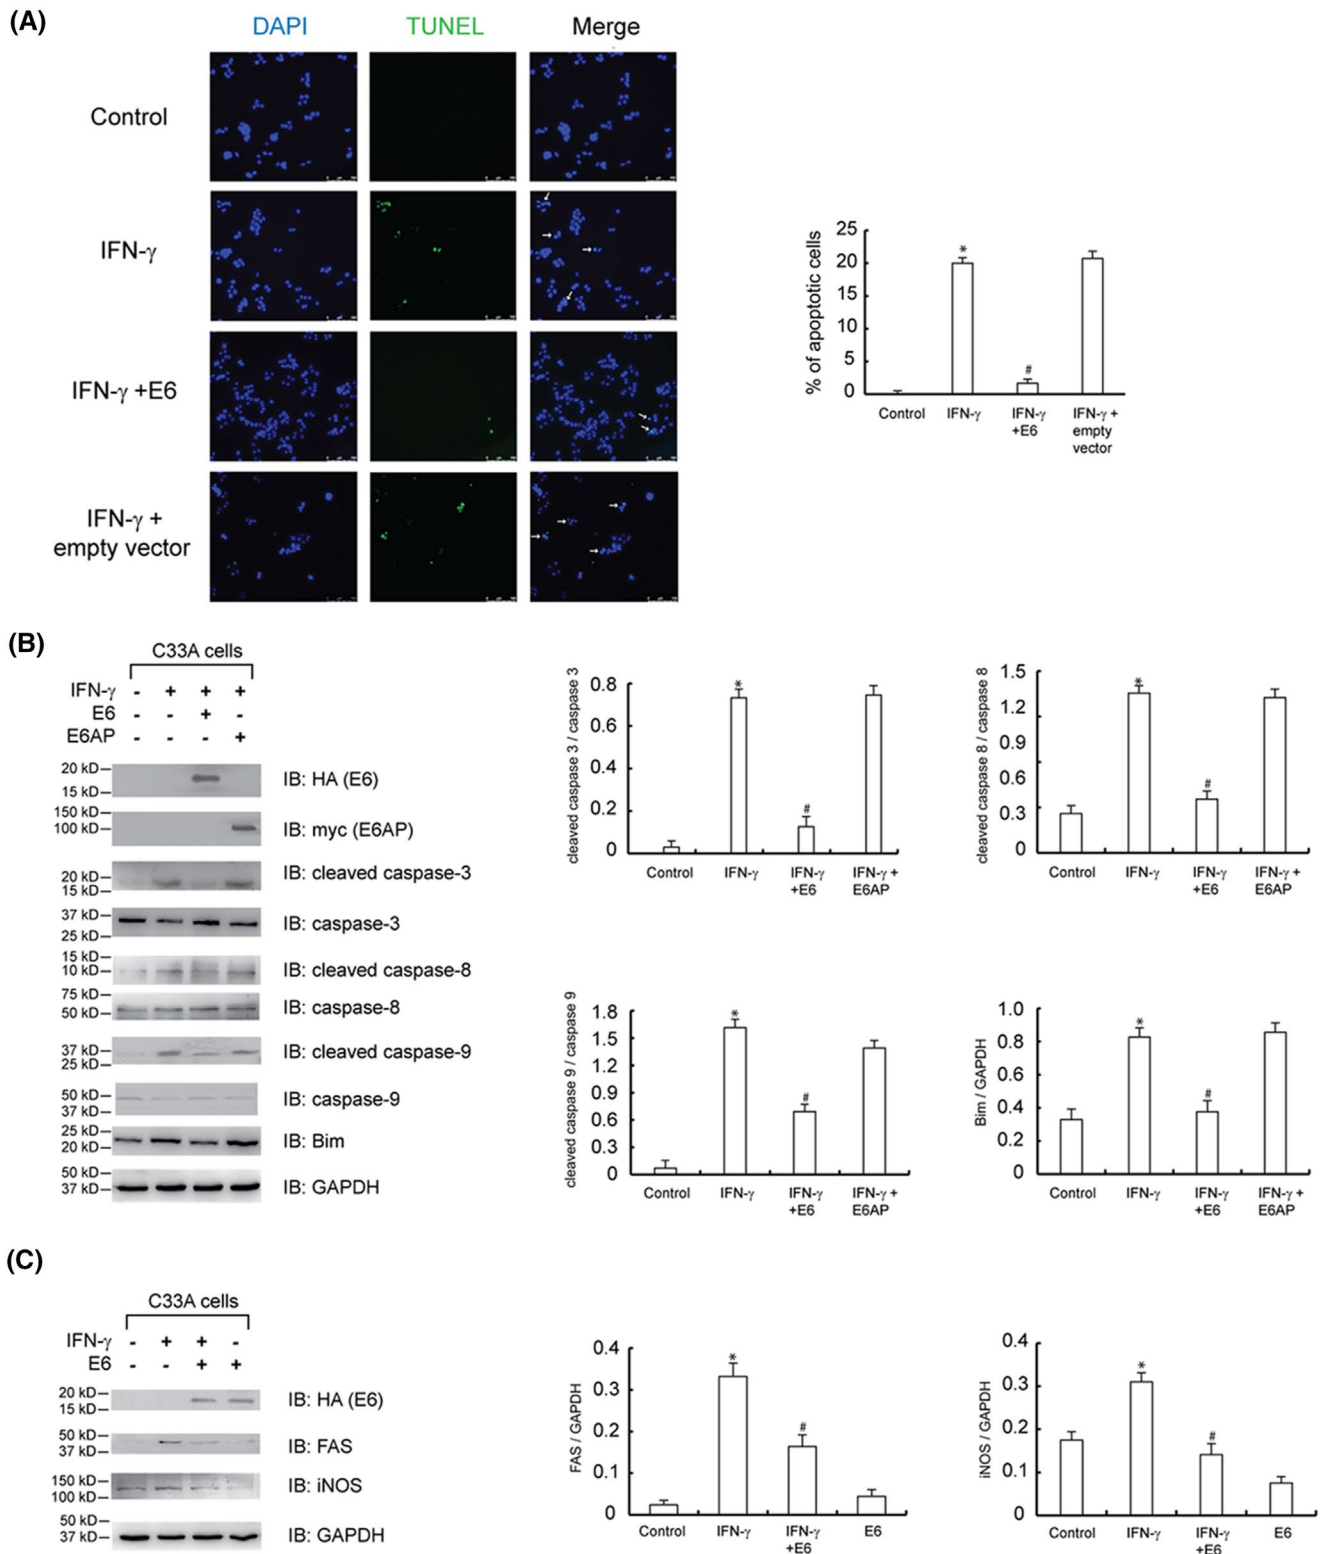 (A)
DAPI TUNEL Merge
Control
IFN-γ
IFN-γ +E6
IFN-γ +
empty vector
% of apoptotic cells
25
20
15
10
5
0
Control IFN-γ IFN-γ +E6 IFN-γ + empty vector
*
#
(B)
C33A cells
IFN-γ - + + +
E6 - - + -
E6AP - - - +
20 kD
15 kD
IB: HA (E6)
150 kD
100 kD
IB: myc (E6AP)
20 kD
15 kD
IB: cleaved caspase-3
37 kD
25 kD
IB: caspase-3
15 kD
10 kD
IB: cleaved caspase-8
75 kD
50 kD
IB: caspase-8
37 kD
25 kD
IB: cleaved caspase-9
50 kD
37 kD
IB: caspase-9
25 kD
20 kD
IB: Bim
50 kD
37 kD
IB: GAPDH
cleaved caspase 3 / caspase 3
0.8
0.6
0.4
0.2
0
*
#
Control IFN-γ IFN-γ +E6 IFN-γ + E6AP
cleaved caspase 8 / caspase 8
1.5
1.2
0.9
0.6
0.3
0
*
#
Control IFN-γ IFN-γ +E6 IFN-γ + E6AP
cleaved caspase 9 / caspase 9
1.8
1.5
1.2
0.9
0.6
0.3
0
*
#
Control IFN-γ IFN-γ +E6 IFN-γ + E6AP
Bim / GAPDH
1.0
0.8
0.6
0.4
0.2
0
*
#
Control IFN-γ IFN-γ +E6 IFN-γ + E6AP
(C)
C33A cells
IFN-γ - + + -
E6 - - + +
20 kD
15 kD
IB: HA (E6)
50 kD
37 kD
IB: FAS
150 kD
100 kD
IB: iNOS
50 kD
37 kD
IB: GAPDH
FAS / GAPDH
0.4
0.3
0.2
0.1
0
*
#
Control IFN-γ IFN-γ +E6 E6
iNOS / GAPDH
0.4
0.3
0.2
0.1
0
*
#
Control IFN-γ IFN-γ +E6 E6